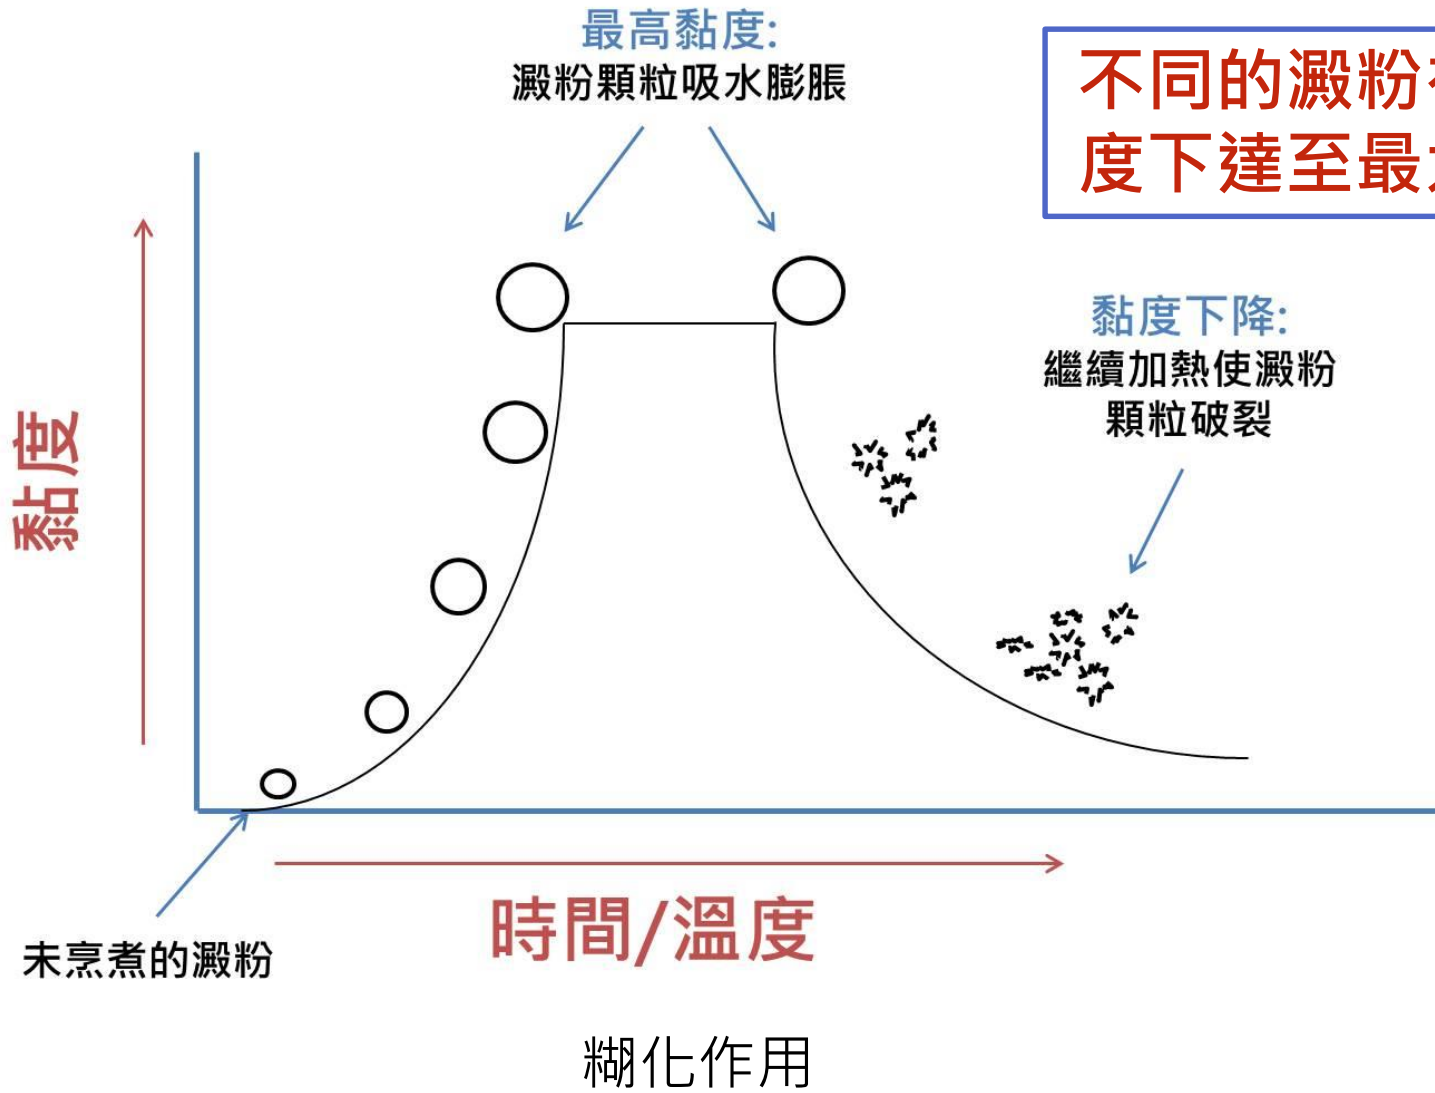 最高黏度:
澱粉顆粒吸水膨脹
不同的澱粉
度下達至最
黏度下降:
繼續加熱使澱粉
顆粒破裂
黏度
時間/溫度
未烹煮的澱粉
糊化作用